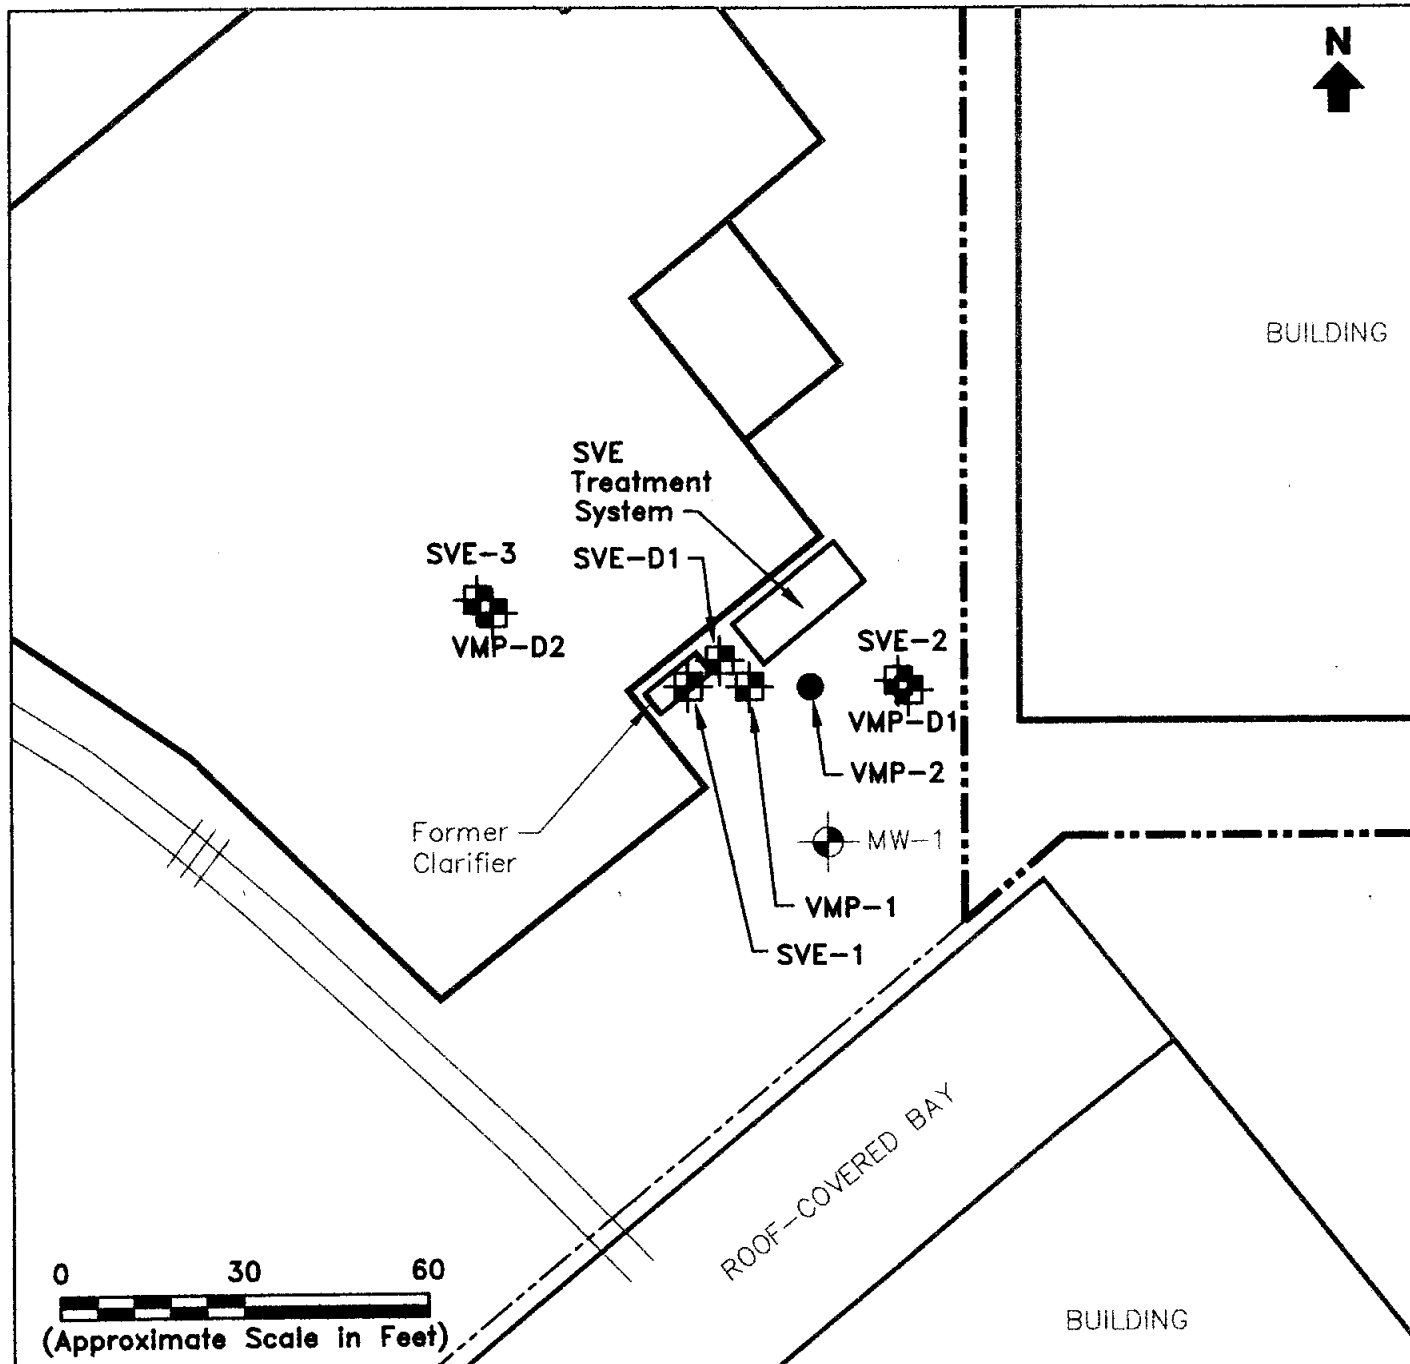 N
BUILDING
SVE
Treatment
System
SVE-3
SVE-D1
VMP-D2
SVE-2
VMP-D1
VMP-2
Former
Clarifier
MW-1
VMP-1
SVE-1
ROOF-COVERED BAY
0 30 60
(Approximate Scale in Feet)
BUILDING